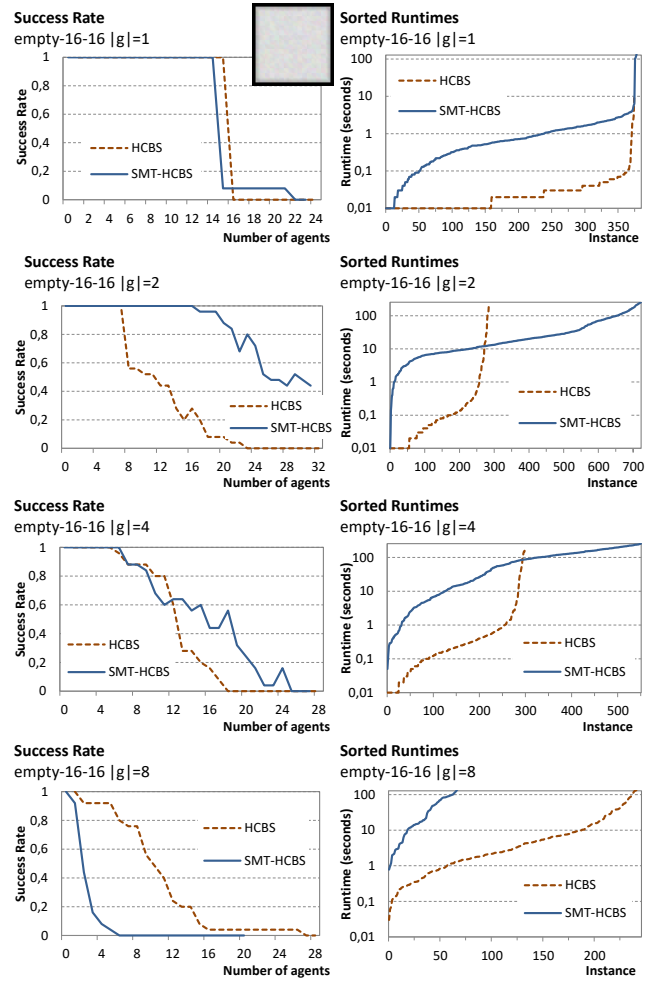 Success Rate
empty-16-16 |g|=1
Success Rate
1
0,8
0,6
0,4
0,2
0
HCBS
SMT-HCBS
0 2 4 6 8 10 12 14 16 18 20 22 24
Number of agents
Sorted Runtimes
empty-16-16 |g|=1
Runtime (seconds)
100
10
1
0,1
0,01
HCBS
SMT-HCBS
0 50 100 150 200 250 300 350
Instance
Success Rate
empty-16-16 |g|=2
Success Rate
1
0,8
0,6
0,4
0,2
0
HCBS
SMT-HCBS
0 4 8 12 16 20 24 28 32
Number of agents
Sorted Runtimes
empty-16-16 |g|=2
Runtime (seconds)
100
10
1
0,1
0,01
HCBS
SMT-HCBS
0 100 200 300 400 500 600 700
Instance
Success Rate
empty-16-16 |g|=4
Success Rate
1
0,8
0,6
0,4
0,2
0
HCBS
SMT-HCBS
0 4 8 12 16 20 24 28
Number of agents
Sorted Runtimes
empty-16-16 |g|=4
Runtime (seconds)
100
10
1
0,1
0,01
HCBS
SMT-HCBS
0 100 200 300 400 500
Instance
Success Rate
empty-16-16 |g|=8
Success Rate
1
0,8
0,6
0,4
0,2
0
HCBS
SMT-HCBS
0 4 8 12 16 20 24 28
Number of agents
Sorted Runtimes
empty-16-16 |g|=8
Runtime (seconds)
100
10
1
0,1
0,01
HCBS
SMT-HCBS
0 50 100 150 200
Instance